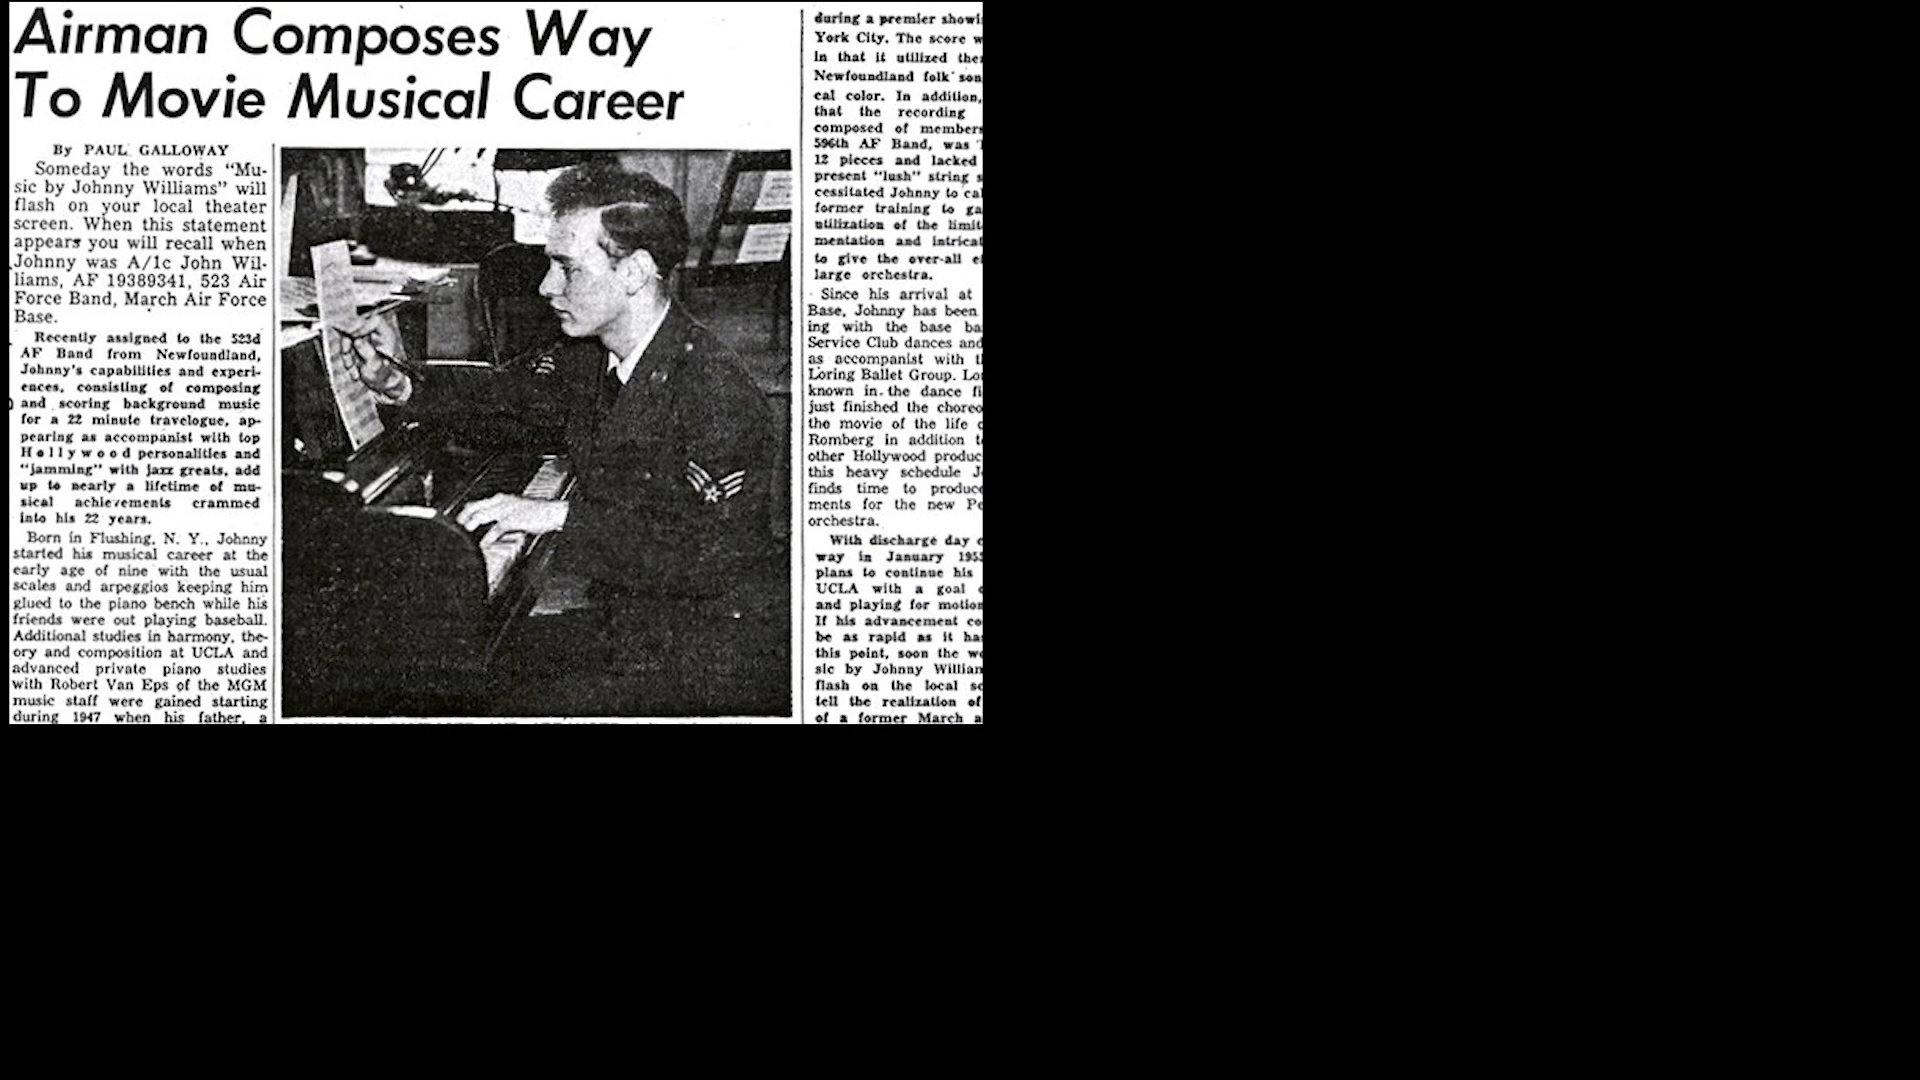 Airman Composes Way
To Movie Musical Career
By PAUL GALLOWAY
Someday the words "Mu-
sic by Johnny Williams" will
flash on your local theater
screen. When this statement
appears you will recall when
Johnny was A/1c John Wil-
liams, AF 19389341, 523 Air
Force Band, March Air Force
Base.
Recently assigned to the 523d
AF Band from Newfoundland,
Johnny's capabilities and experi-
ences, consisting of composing
and scoring background music
for a 22 minute travelogue, ap-
pearing as accompanist with top
Hollywood personalities and
"jamming" with jazz greats, add
up to nearly a lifetime of mu-
sical achievements crammed
into his 22 years.
Born in Flushing, N. Y., Johnny
started his musical career at the
early age of nine with the usual
scales and arpeggios keeping him
glued to the piano bench while his
friends were out playing baseball.
Additional studies in harmony, the-
ory and composition at UCLA and
advanced private piano studies
with Robert Van Eps of the MGM
music staff were gained starting
during 1947 when his father, a
during a premier showi
York City. The score w
in that it utilized the
Newfoundland folk son
cal color. In addition,
that the recording
composed of members
596th AF Band, was
12 pieces and lacked
present "lush" string s
cessitated Johnny to cal
former training to ga
utilization of the limit
mentation and intricat
to give the over-all e
large orchestra.
Since his arrival at
Base, Johnny has been
ing with the base ba
Service Club dances and
as accompanist with t
Loring Ballet Group. Lo
known in the dance fi
just finished the choreo
the movie of the life o
Romberg in addition t
other Hollywood produc
this heavy schedule J
finds time to produce
ments for the new Pe
orchestra.
With discharge day
way in January 195
plans to continue his
UCLA with a goal
and playing for motion
If his advancement co
be as rapid as it ha
this point, soon the w
sic by Johnny William
flash on the local sc
tell the realization of
of a former March a